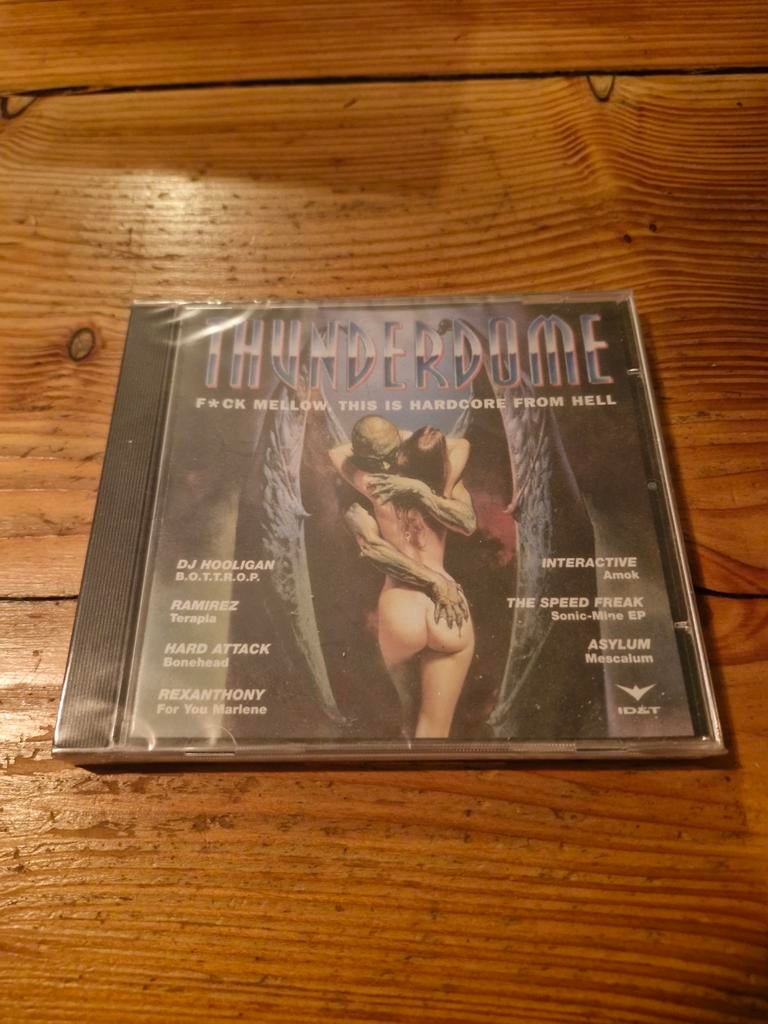 THUNDERDOME
F*CK MELLOW, THIS IS HARDCORE FROM HELL
DJ HOOLIGAN
B.O.T.T.R.O.P.
RAMIREZ
Terapia
HARD ATTACK
Bonehead
REXANTHONY
For You Marlene
INTERACTIVE
Amok
THE SPEED FREAK
Sonic-Mine EP
ASYLUM
Mescalum
ID&T